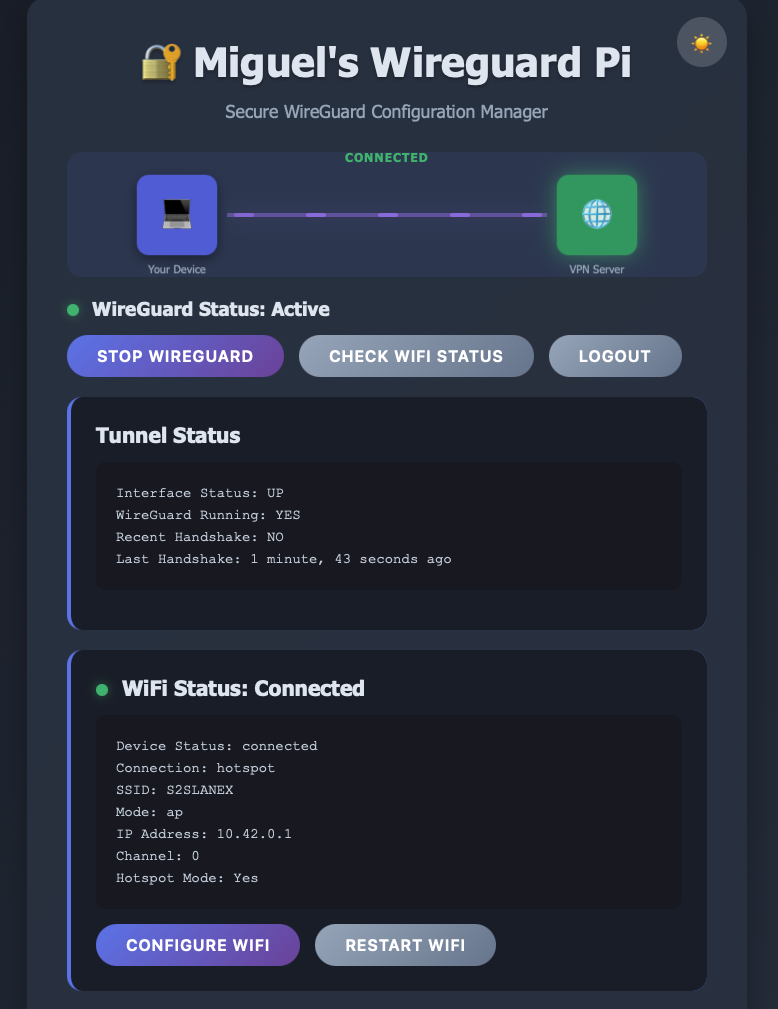 Miguel's Wireguard Pi
Secure WireGuard Configuration Manager
CONNECTED
Your Device
VPN Server
WireGuard Status: Active
STOP WIREGUARD
CHECK WIFI STATUS
LOGOUT
Tunnel Status
Interface Status: UP
WireGuard Running: YES
Recent Handshake: NO
Last Handshake: 1 minute, 43 seconds ago
WiFi Status: Connected
Device Status: connected
Connection: hotspot
SSID: S2SLANEX
Mode: ap
IP Address: 10.42.0.1
Channel: 0
Hotspot Mode: Yes
CONFIGURE WIFI
RESTART WIFI